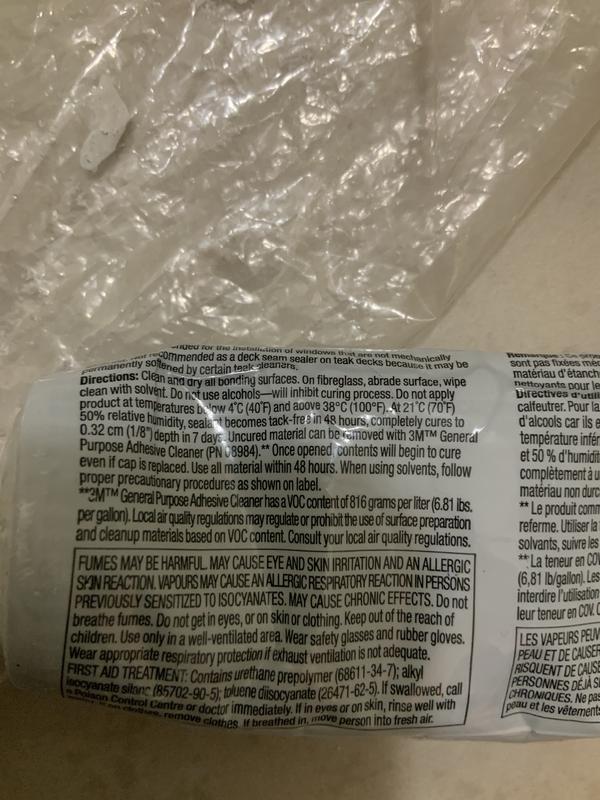 for the installation of windows that are not mechanically
recommended as a deck seam sealer on teak decks because it may be
permanently softened by certain teak cleaners.
Directions: Clean and dry all bonding surfaces. On fibreglass, abrade surface, wipe
clean with solvent. Do not use alcohols—will inhibit curing process. Do not apply
product at temperatures below 4°C (40°F) and above 38°C (100°F). At 21°C (70°F)
50% relative humidity, sealant becomes tack-free in 48 hours, completely cures to
0.32 cm (1/8") depth in 7 days. Uncured material can be removed with 3M™ General
Purpose Adhesive Cleaner (PN 08984).** Once opened, contents will begin to cure
even if cap is replaced. Use all material within 48 hours. When using solvents, follow
proper precautionary procedures as shown on label.
**3M™ General Purpose Adhesive Cleaner has a VOC content of 816 grams per liter (6.81 lbs.
per gallon). Local air quality regulations may regulate or prohibit the use of surface preparation
and cleanup materials based on VOC content. Consult your local air quality regulations.
FUMES MAY BE HARMFUL. MAY CAUSE EYE AND SKIN IRRITATION AND AN ALLERGIC
SKIN REACTION. VAPOURS MAY CAUSE AN ALLERGIC RESPIRATORY REACTION IN PERSONS
PREVIOUSLY SENSITIZED TO ISOCYANATES. MAY CAUSE CHRONIC EFFECTS. Do not
breathe fumes. Do not get in eyes, or on skin or clothing. Keep out of the reach of
children. Use only in a well-ventilated area. Wear safety glasses and rubber gloves.
Wear appropriate respiratory protection if exhaust ventilation is not adequate.
FIRST AID TREATMENT: Contains urethane prepolymer (68611-34-7); alkyl
isocyanate silane (85702-90-5); toluene diisocyanate (26471-62-5). If swallowed, call
a Poison Control Centre or doctor immediately. If in eyes or on skin, rinse well with
If on clothes, remove clothes. If breathed in, move person into fresh air.
sont pas fixées
matériau d'étanch
nettoyants pour le
Directives d'utili
calfeutrer. Pour la
d'alcools car ils e
température infér
et 50 % d'humidit
complètement à u
matériau non durc
** Le produit comm
referme. Utiliser la
solvants, suivre les
** La teneur en COV
(6,81 lb/gallon). Les
interdire l'utilisation
leur teneur en COV. C
LES VAPEURS PEUV
PEAU ET DE CAUSER
RISQUENT DE CAUSE
PERSONNES DÉJÀ S
CHRONIQUES. Ne pas
peau et les vêtements